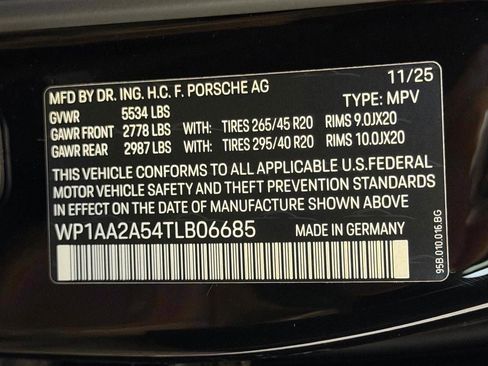 MFD BY DR. ING. H.C. F. PORSCHE AG 11/25
GVWR 5534 LBS TYPE: MPV
GAWR FRONT 2778 LBS WITH: TIRES 265/45 R20 RIMS 9.0JX20
GAWR REAR 2987 LBS WITH: TIRES 295/40 R20 RIMS 10.0JX20
THIS VEHICLE CONFORMS TO ALL APPLICABLE U.S.FEDERAL
MOTOR VEHICLE SAFETY AND THEFT PREVENTION STANDARDS
IN EFFECT ON THE DATE OF MANUFACTURE SHOWN ABOVE
WP1AA2A54TLB06685 MADE IN GERMANY
95B.010.016.BG